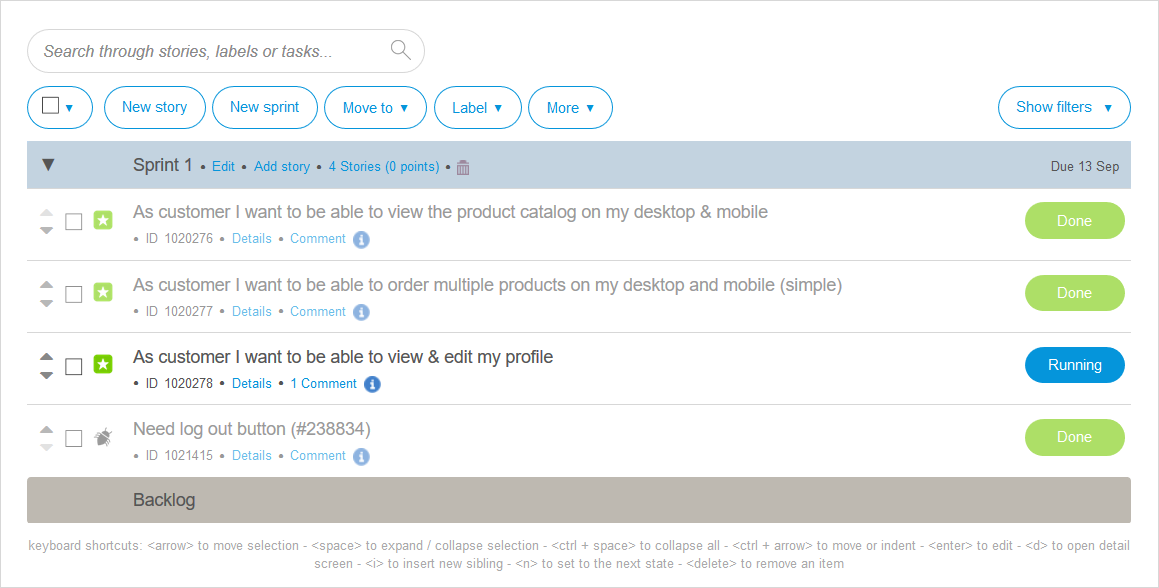 Search through stories, labels or tasks...
New story New sprint Move to Label More Show filters
Sprint 1 • Edit • Add story • 4 Stories (0 points) • Due 13 Sep
As customer I want to be able to view the product catalog on my desktop & mobile
• ID 1020276 • Details • Comment i
Done
As customer I want to be able to order multiple products on my desktop and mobile (simple)
• ID 1020277 • Details • Comment i
Done
As customer I want to be able to view & edit my profile
• ID 1020278 • Details • 1 Comment i
Running
Need log out button (#238834)
• ID 1021415 • Details • Comment i
Done
Backlog
keyboard shortcuts: <arrow> to move selection - <space> to expand / collapse selection - <ctrl + space> to collapse all - <ctrl + arrow> to move or indent - <enter> to edit - <d> to open detail
screen - <i> to insert new sibling - <n> to set to the next state - <delete> to remove an item